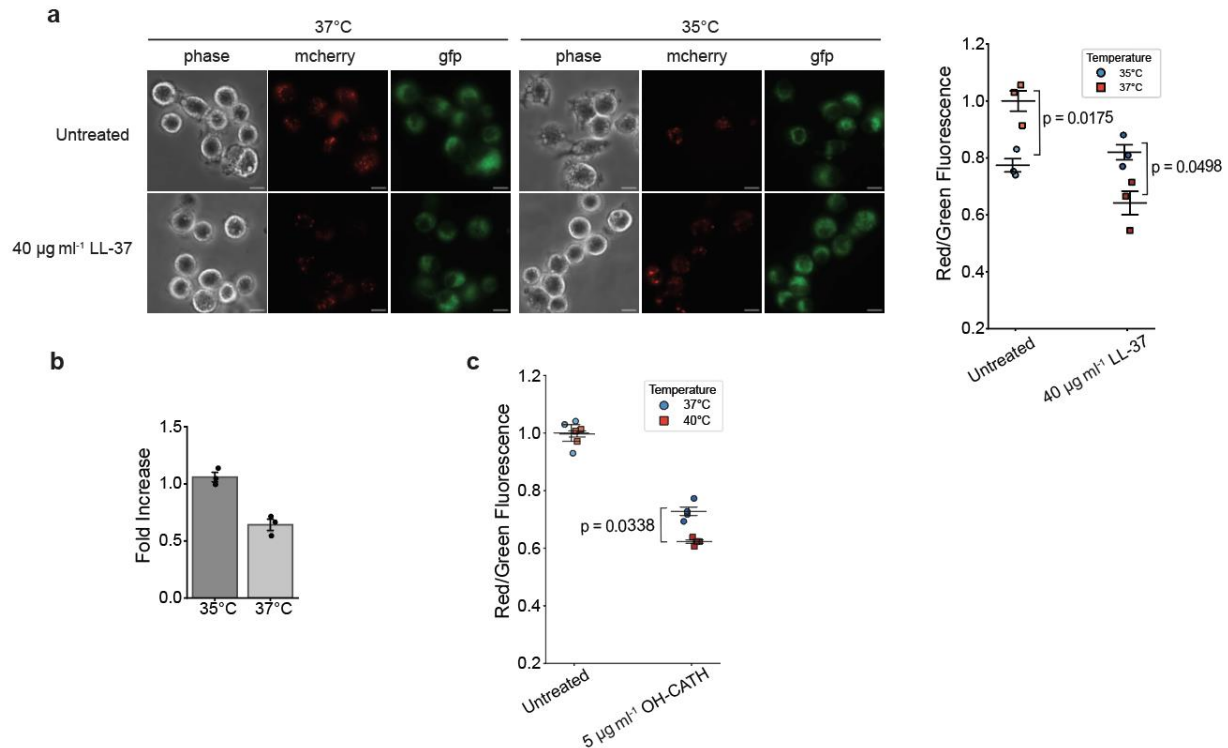 a
37°C
35°C
phase
mcherry
gfp
phase
mcherry
gfp
Untreated
40 µg ml⁻¹ LL-37
Red/Green Fluorescence
1.2
1.0
0.8
0.6
0.4
0.2
Temperature
35°C
37°C
p = 0.0175
p = 0.0498
Untreated
40 µg ml⁻¹ LL-37
b
Fold Increase
1.5
1.0
0.5
0.0
35°C
37°C
c
Red/Green Fluorescence
1.2
1.0
0.8
0.6
0.4
0.2
Temperature
37°C
40°C
p = 0.0338
Untreated
5 µg ml⁻¹ OH-CATH